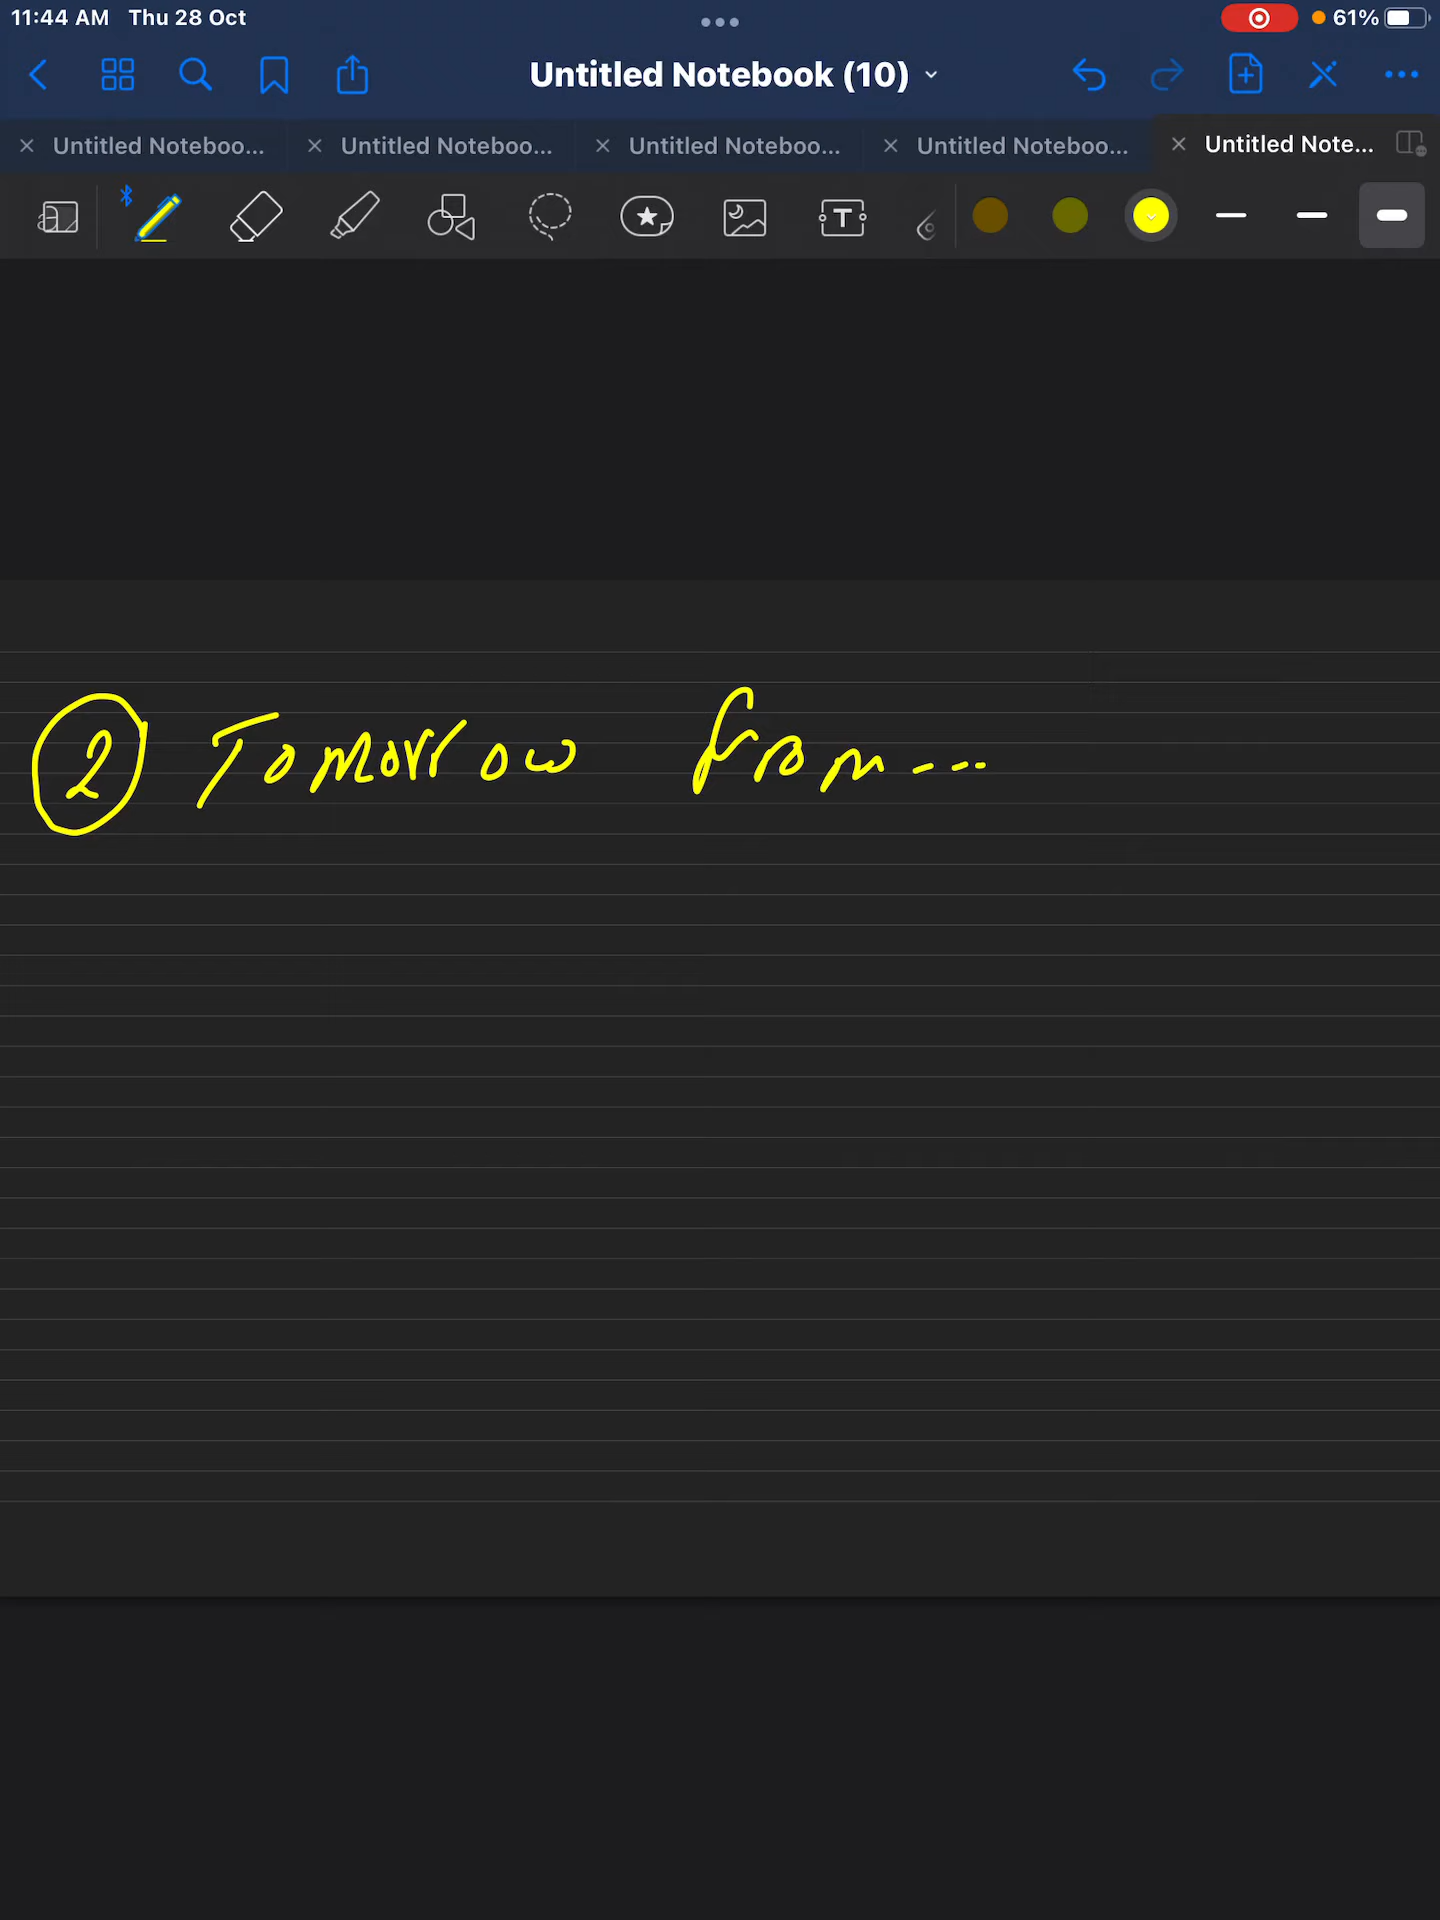 11:44 AM Thu 28 Oct 61%
Untitled Notebook (10)
Untitled Noteboo... Untitled Noteboo... Untitled Noteboo... Untitled Noteboo... Untitled Note...
② Tomorrow from---